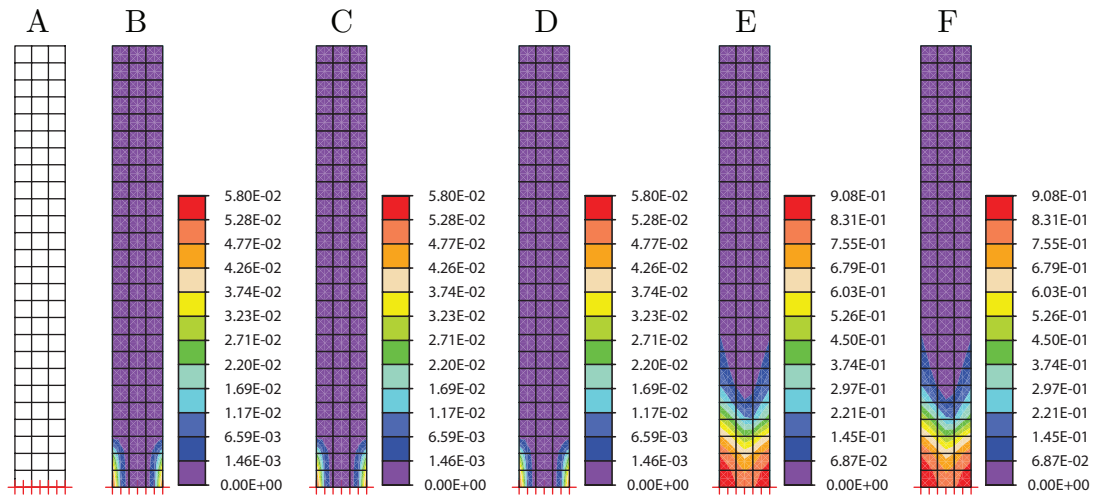 A B C D E F
5.80E-02 5.80E-02 5.80E-02 9.08E-01 9.08E-01
5.28E-02 5.28E-02 5.28E-02 8.31E-01 8.31E-01
4.77E-02 4.77E-02 4.77E-02 7.55E-01 7.55E-01
4.26E-02 4.26E-02 4.26E-02 6.79E-01 6.79E-01
3.74E-02 3.74E-02 3.74E-02 6.03E-01 6.03E-01
3.23E-02 3.23E-02 3.23E-02 5.26E-01 5.26E-01
2.71E-02 2.71E-02 2.71E-02 4.50E-01 4.50E-01
2.20E-02 2.20E-02 2.20E-02 3.74E-01 3.74E-01
1.69E-02 1.69E-02 1.69E-02 2.97E-01 2.97E-01
1.17E-02 1.17E-02 1.17E-02 2.21E-01 2.21E-01
6.59E-03 6.59E-03 6.59E-03 1.45E-01 1.45E-01
1.46E-03 1.46E-03 1.46E-03 6.87E-02 6.87E-02
0.00E+00 0.00E+00 0.00E+00 0.00E+00 0.00E+00